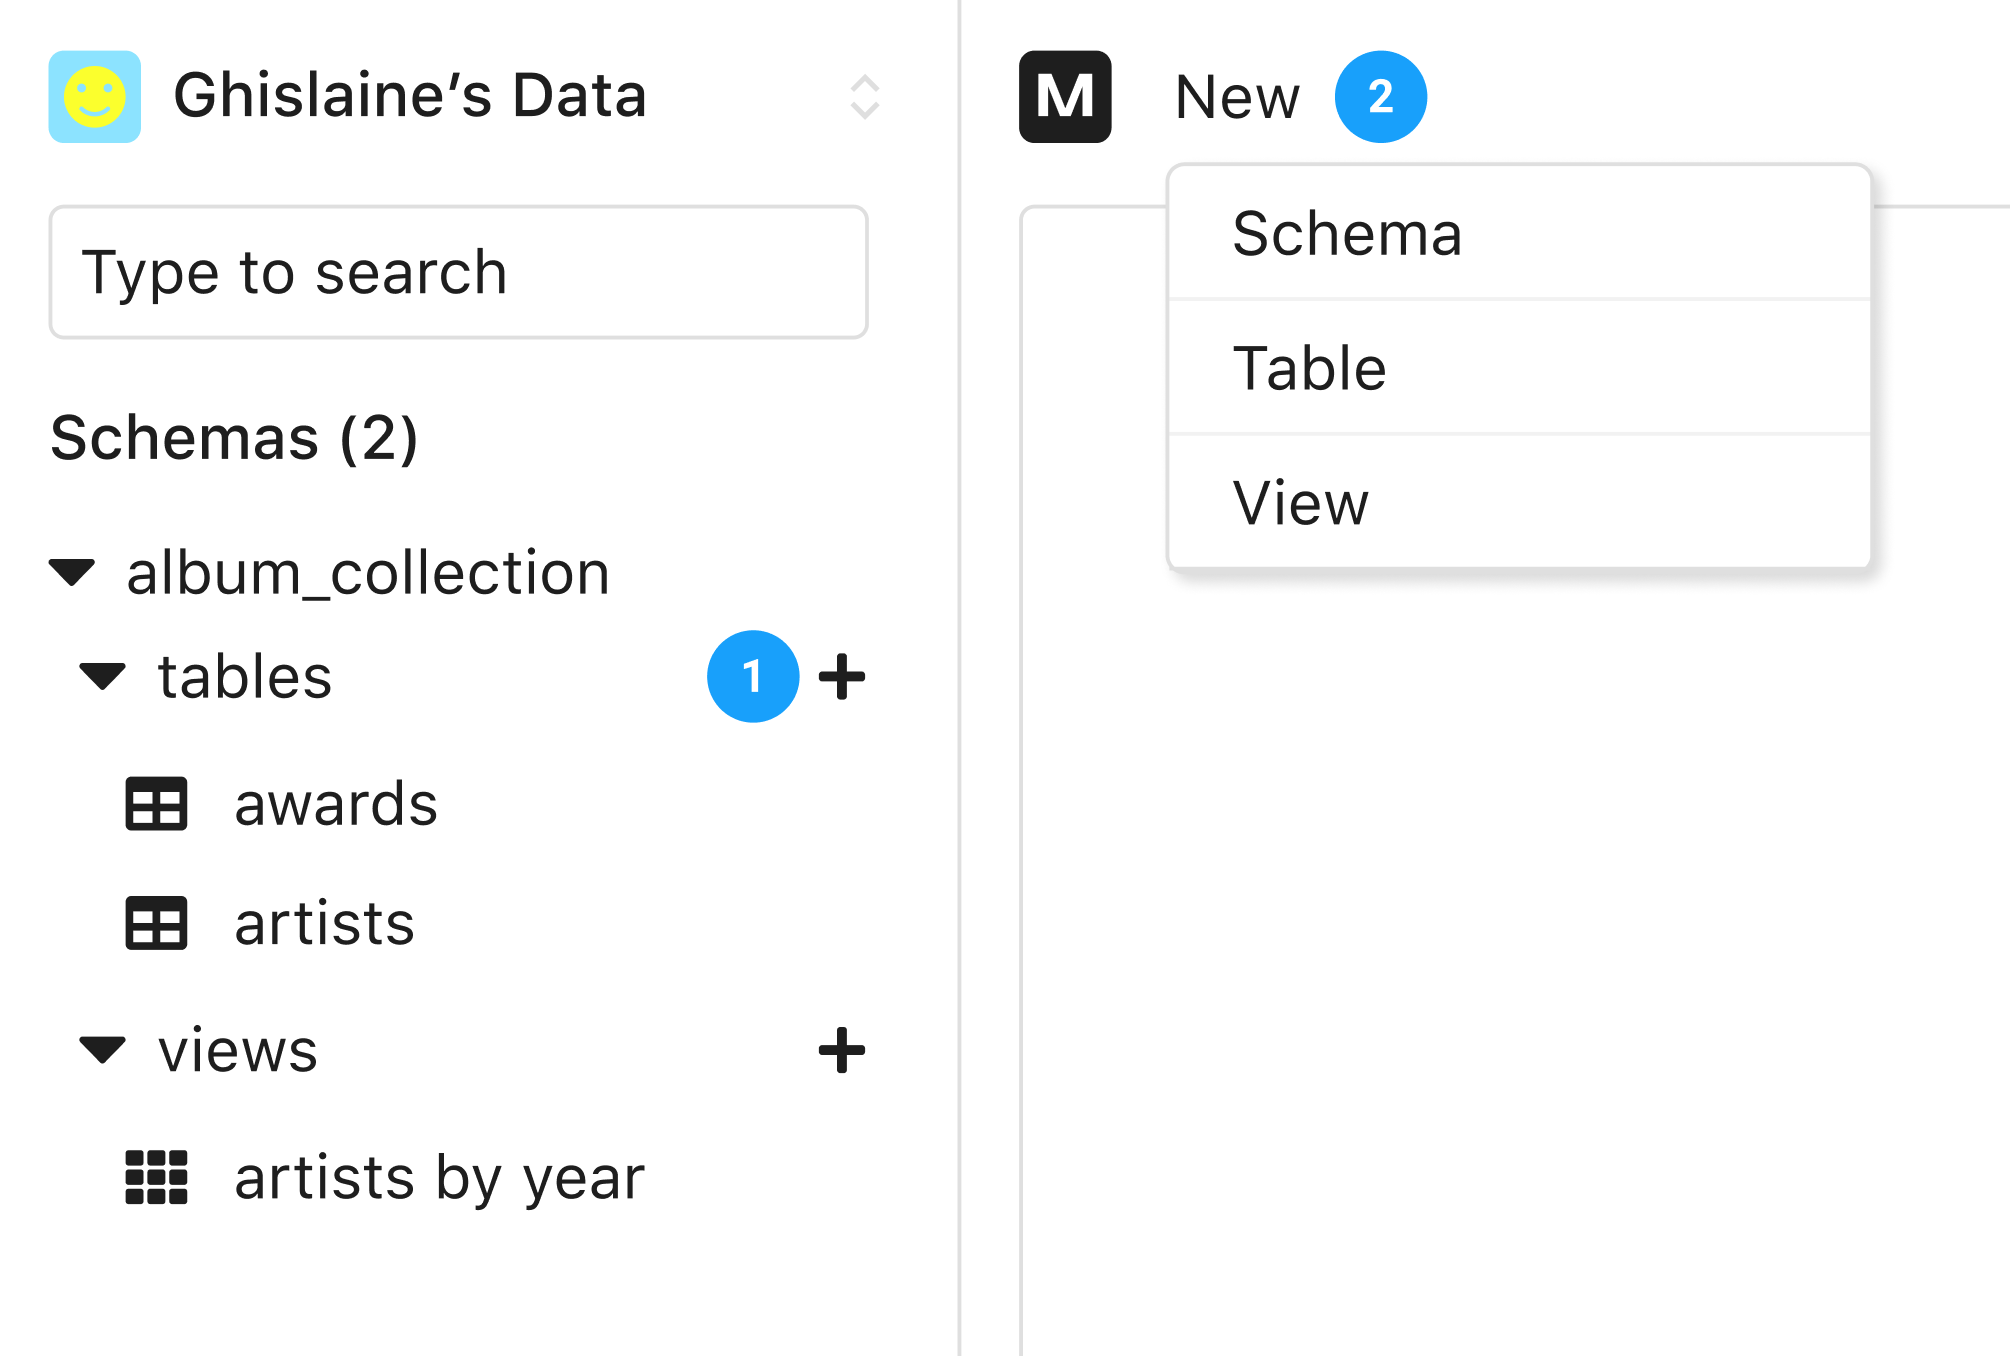 Ghislaine’s Data
Type to search
Schemas (2)
album_collection
tables 1
awards
artists
views
artists by year
M New 2
Schema
Table
View